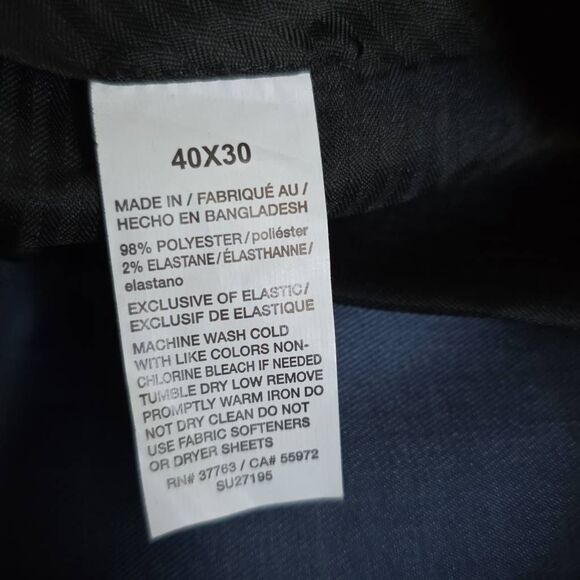 40X30
MADE IN / FABRIQUÉ AU /
HECHO EN BANGLADESH
98% POLYESTER/poliéster
2% ELASTANE/ÉLASTHANNE/
elastano
EXCLUSIVE OF ELASTIC/
EXCLUSIF DE ELASTIQUE
MACHINE WASH COLD
WITH LIKE COLORS NON-
CHLORINE BLEACH IF NEEDED
TUMBLE DRY LOW REMOVE
PROMPTLY WARM IRON DO
NOT DRY CLEAN DO NOT
USE FABRIC SOFTENERS
OR DRYER SHEETS
RN# 37763 / CA# 55972
SU27195